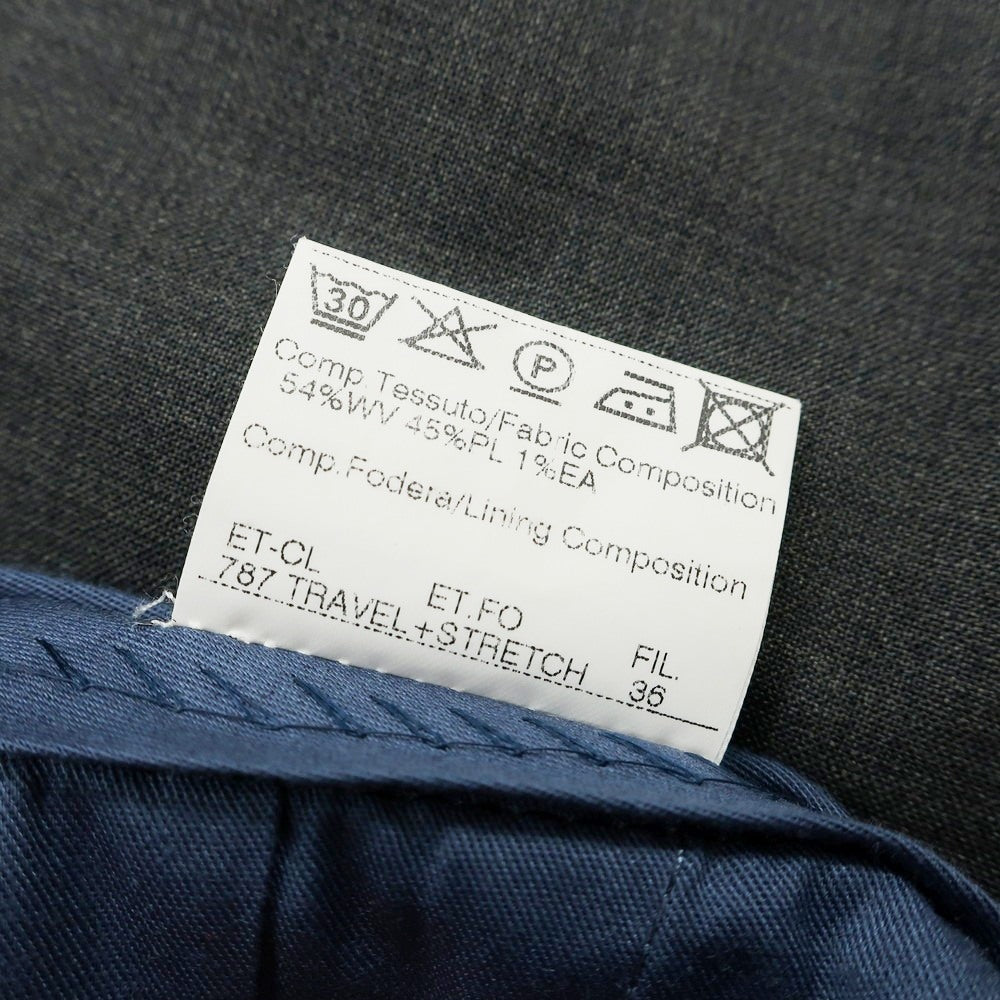 30
P
Comp.Tessuto/Fabric Composition
54%WV 45%PL 1%EA
Comp.Fodera/Lining Composition
ET-CL ET.FO FIL.
787 TRAVEL+STRETCH 36